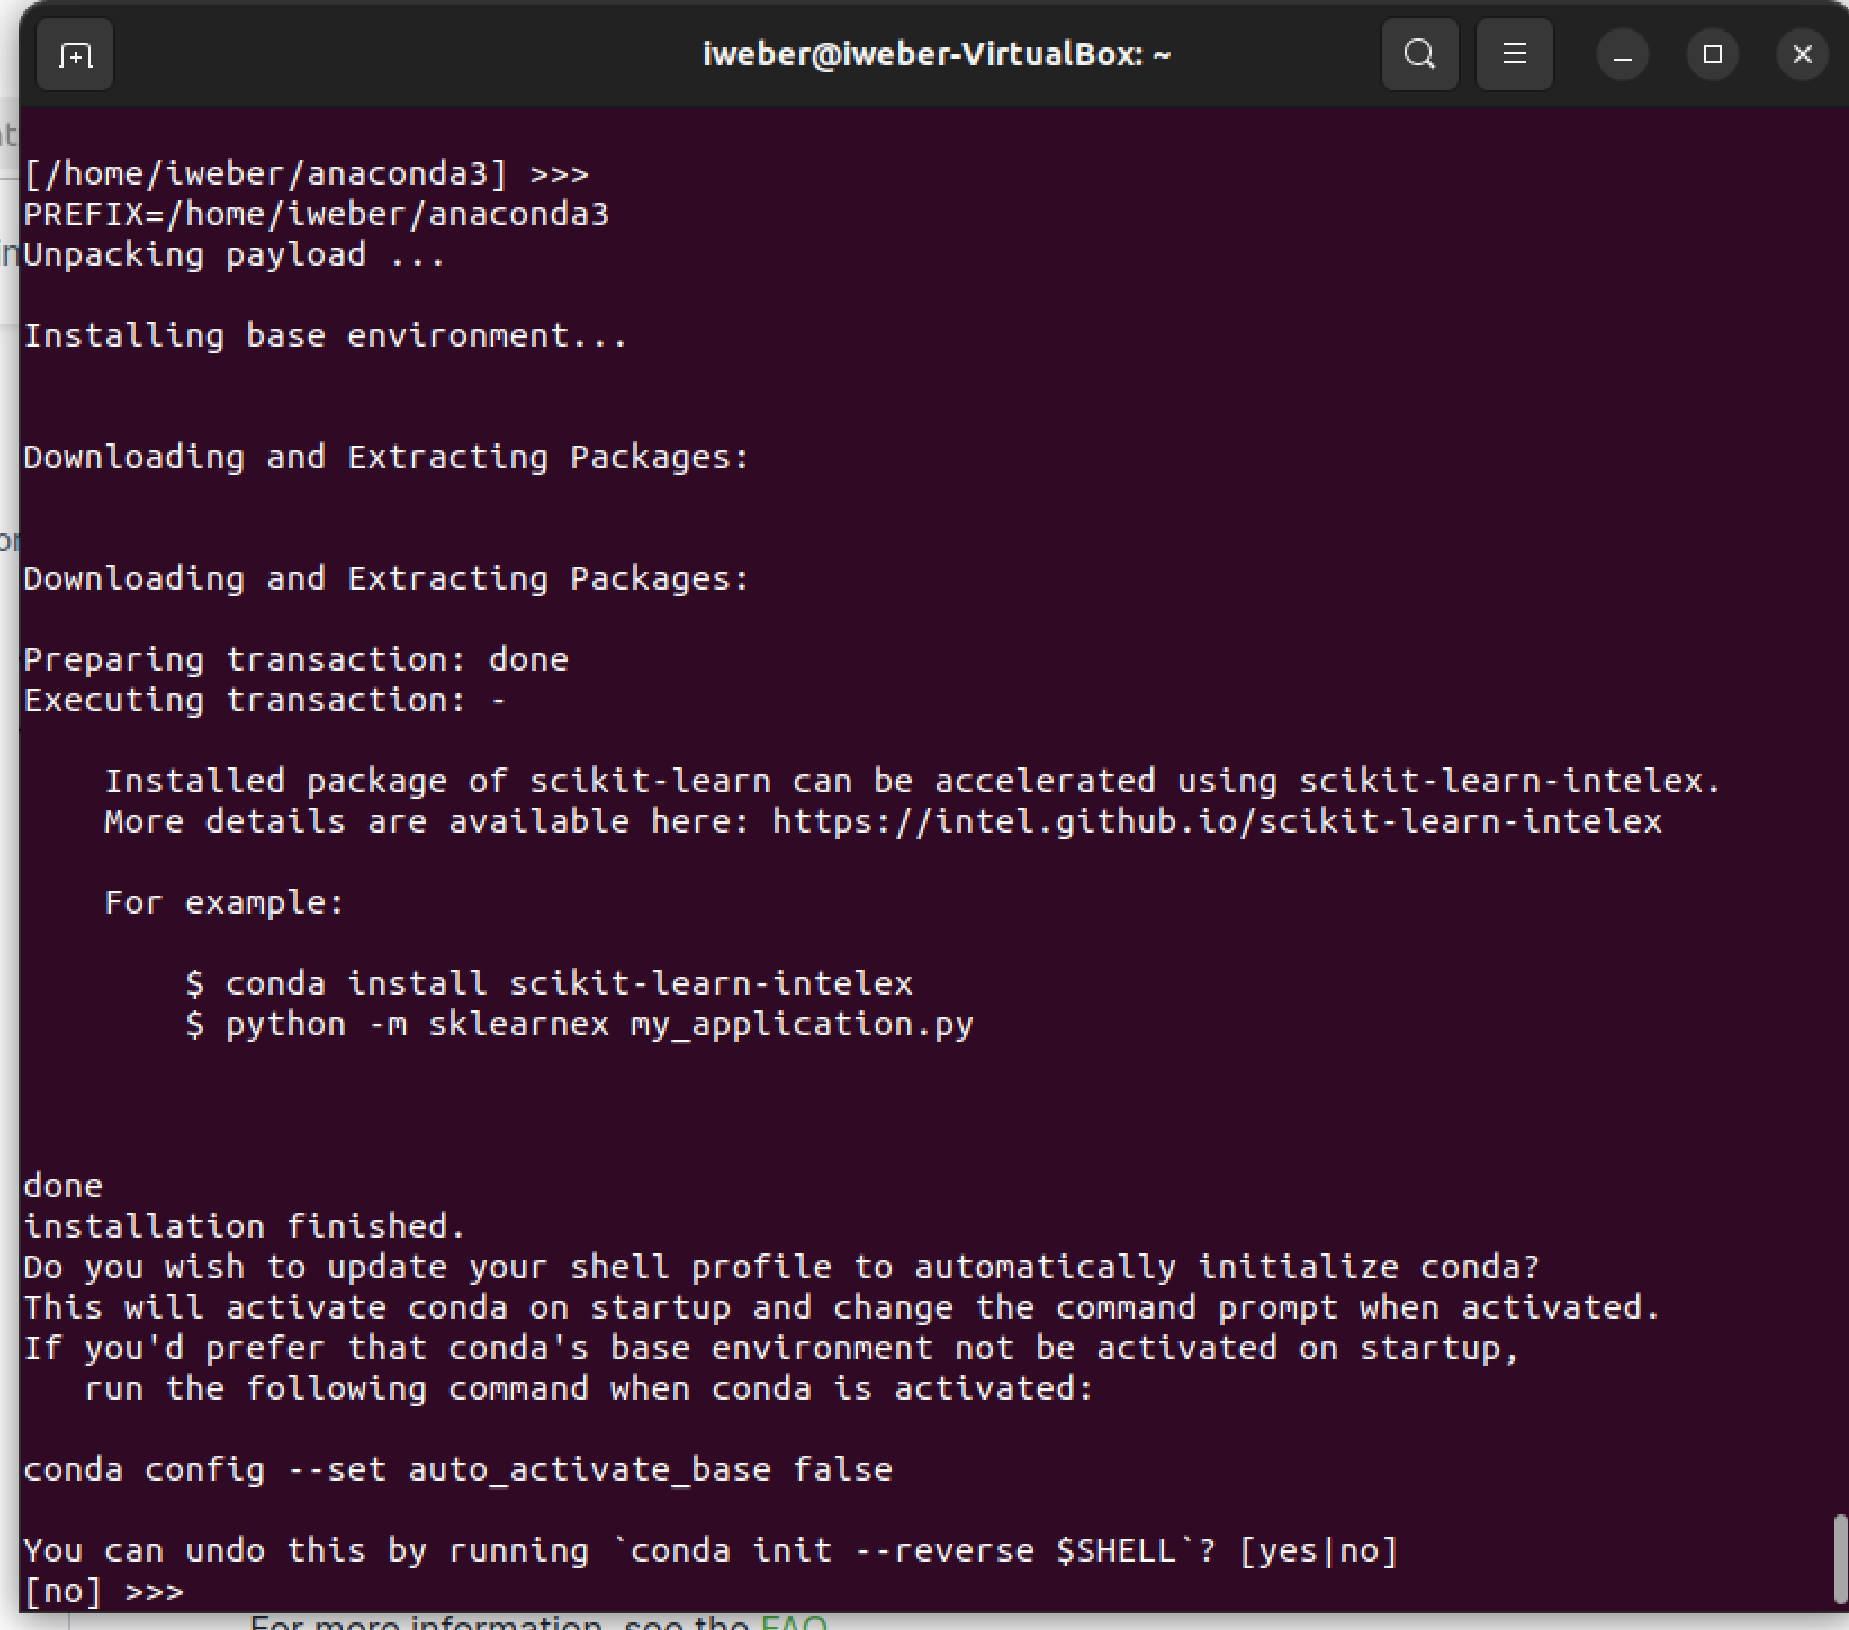 iweber@iweber-VirtualBox: ~
[/home/iweber/anaconda3] >>>
PREFIX=/home/iweber/anaconda3
Unpacking payload ...
Installing base environment...
Downloading and Extracting Packages:
Downloading and Extracting Packages:
Preparing transaction: done
Executing transaction: -
Installed package of scikit-learn can be accelerated using scikit-learn-intelex.
More details are available here: https://intel.github.io/scikit-learn-intelex
For example:
$ conda install scikit-learn-intelex
$ python -m sklearnex my_application.py
done
installation finished.
Do you wish to update your shell profile to automatically initialize conda?
This will activate conda on startup and change the command prompt when activated.
If you'd prefer that conda's base environment not be activated on startup,
run the following command when conda is activated:
conda config --set auto_activate_base false
You can undo this by running `conda init --reverse $SHELL`? [yes|no]
[no] >>>
For more information, see the FAQ